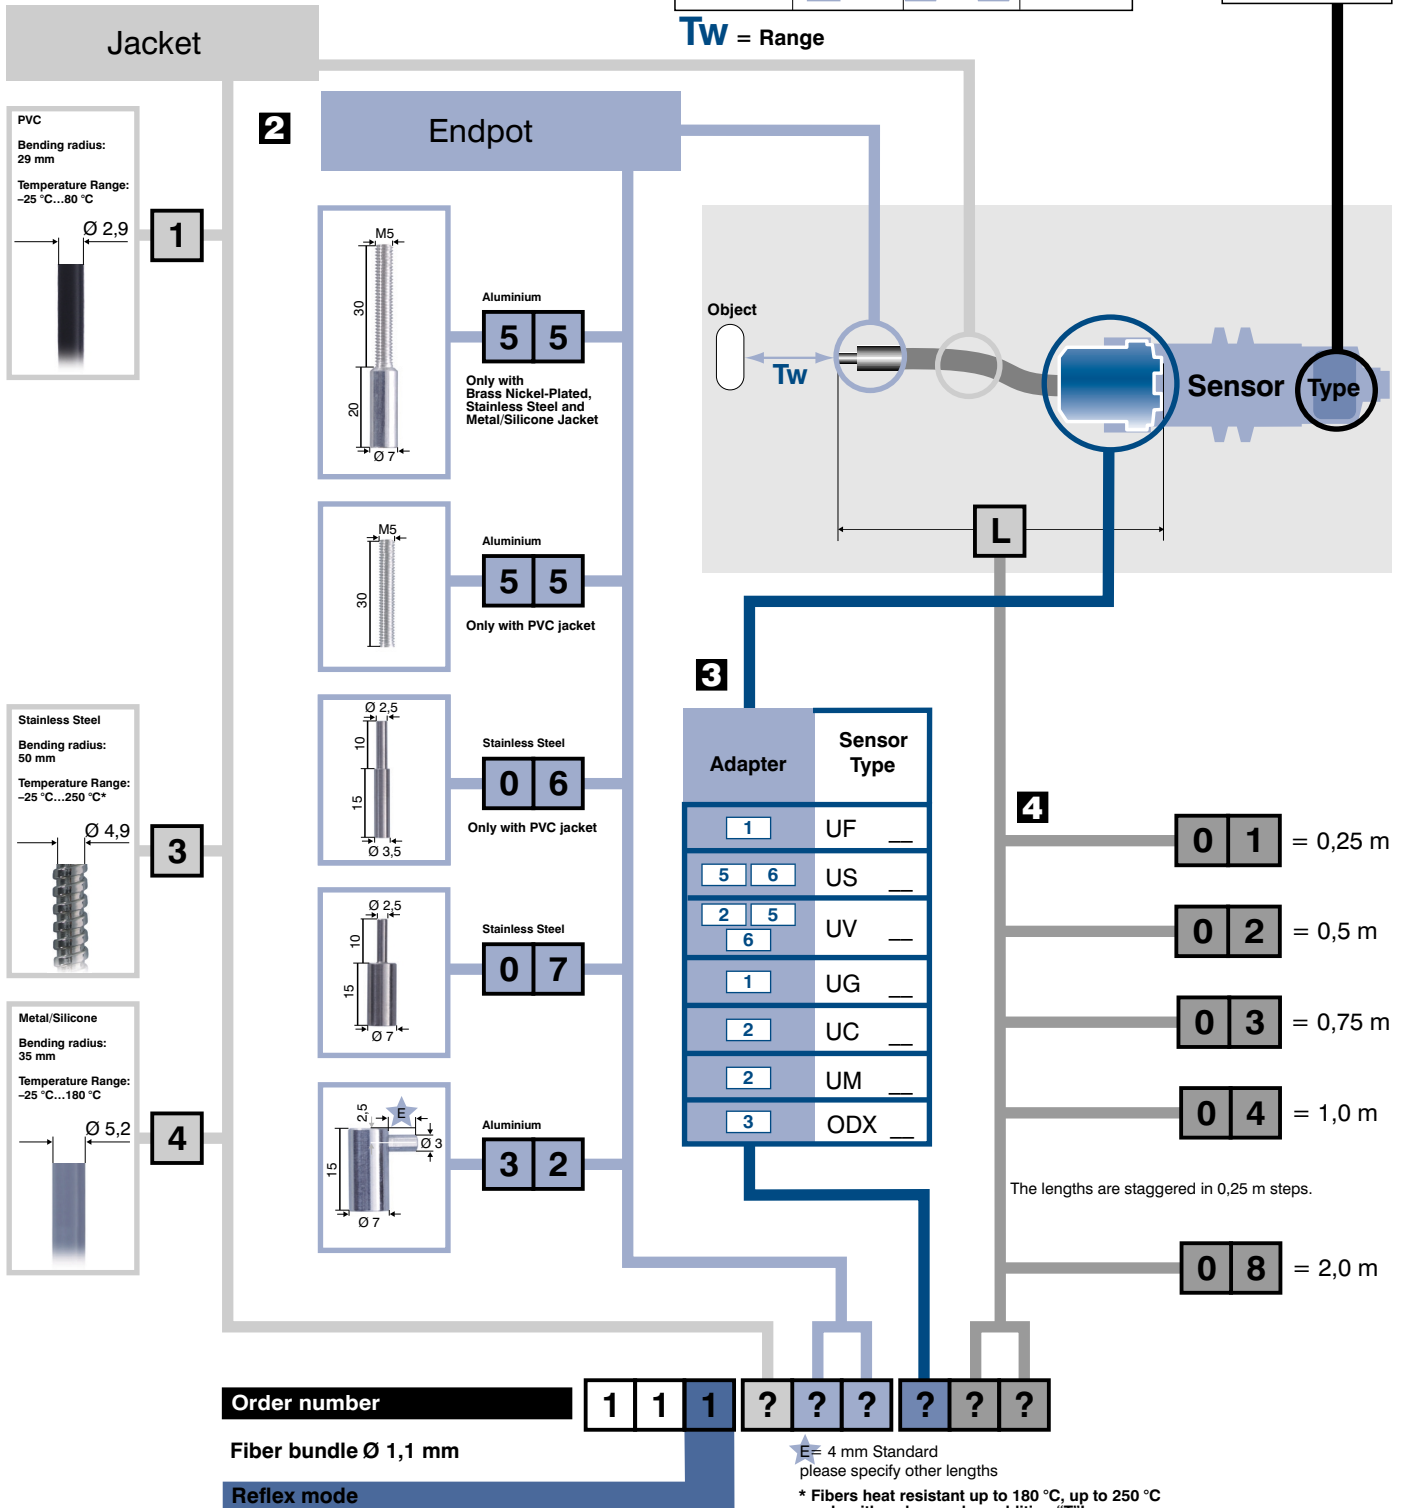 Jacket
Tw = Range
PVC
Bending radius:
29 mm
Temperature Range:
–25 °C...80 °C
Ø 2,9
1
2
Endpot
M5
30
20
Ø 7
Aluminium
5 5
Only with
Brass Nickel-Plated,
Stainless Steel and
Metal/Silicone Jacket
Object
Tw
Sensor
Type
L
M5
30
Aluminium
5 5
Only with PVC jacket
Stainless Steel
Bending radius:
50 mm
Temperature Range:
–25 °C...250 °C*
Ø 4,9
3
Ø 2,5
10
15
Ø 3,5
Stainless Steel
0 6
Only with PVC jacket
Ø 2,5
10
15
Ø 7
Stainless Steel
0 7
Metal/Silicone
Bending radius:
35 mm
Temperature Range:
–25 °C...180 °C
Ø 5,2
4
2,5
E
Ø 3
15
Ø 7
Aluminium
3 2
3
Adapter
Sensor
Type
1 UF __
5 6 US __
2 5 6 UV __
1 UG __
2 UC __
2 UM __
3 ODX __
4
0 1 = 0,25 m
0 2 = 0,5 m
0 3 = 0,75 m
0 4 = 1,0 m
The lengths are staggered in 0,25 m steps.
0 8 = 2,0 m
Order number
1 1 1 ? ? ? ? ? ?
Fiber bundle Ø 1,1 mm
Reflex mode
E= 4 mm Standard
please specify other lengths
* Fibers heat resistant up to 180 °C, up to 250 °C